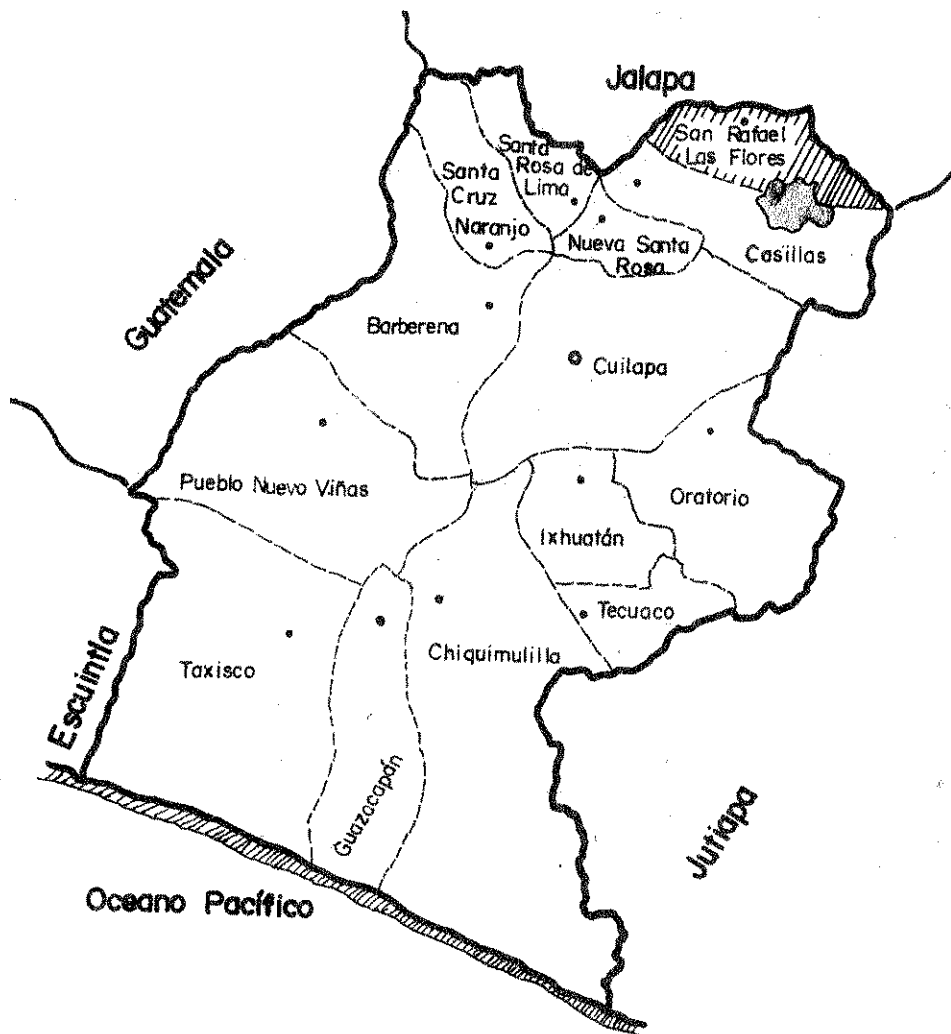 Jalapa
San Rafael
Las Flores
Santa
Rosa de
Lima
Santa
Cruz
Naranjo
Nueva Santa
Rosa
Casillas
Guatemala
Barberena
Cuilapa
Pueblo Nuevo Viñas
Oratorio
Ixhuatán
Tecuaco
Escuintla
Taxisco
Chiquimulilla
Guazacapán
Jutiapa
Oceano Pacífico